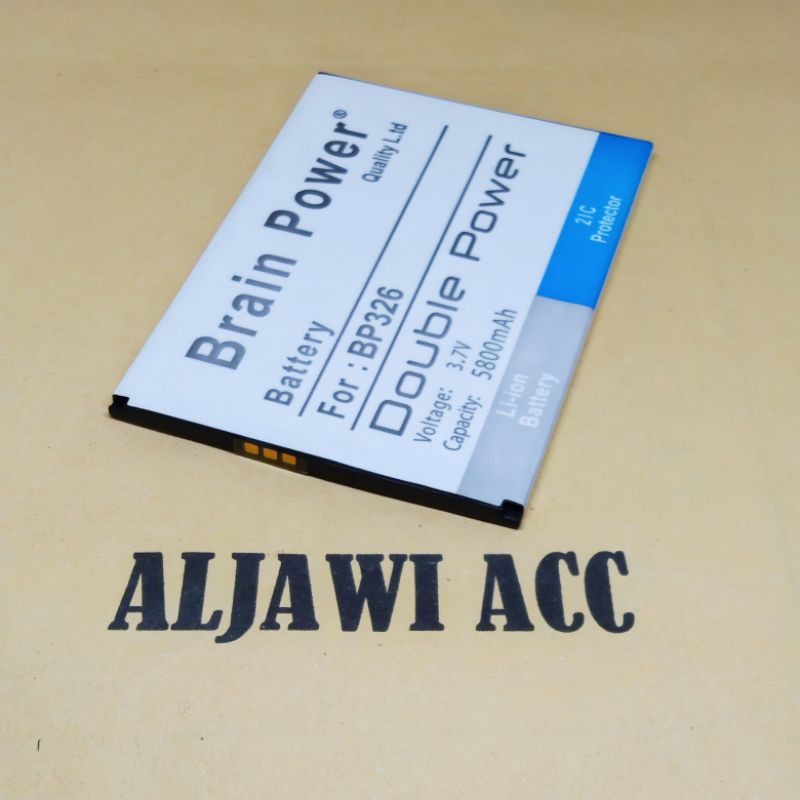 Brain Power®
Quality L.td
Battery
For : BP326
Double Power
Voltage: 3.7V
Capacity: 5800mAh
Li-ion
Battery
2IC
Protector
ALJAWI ACC